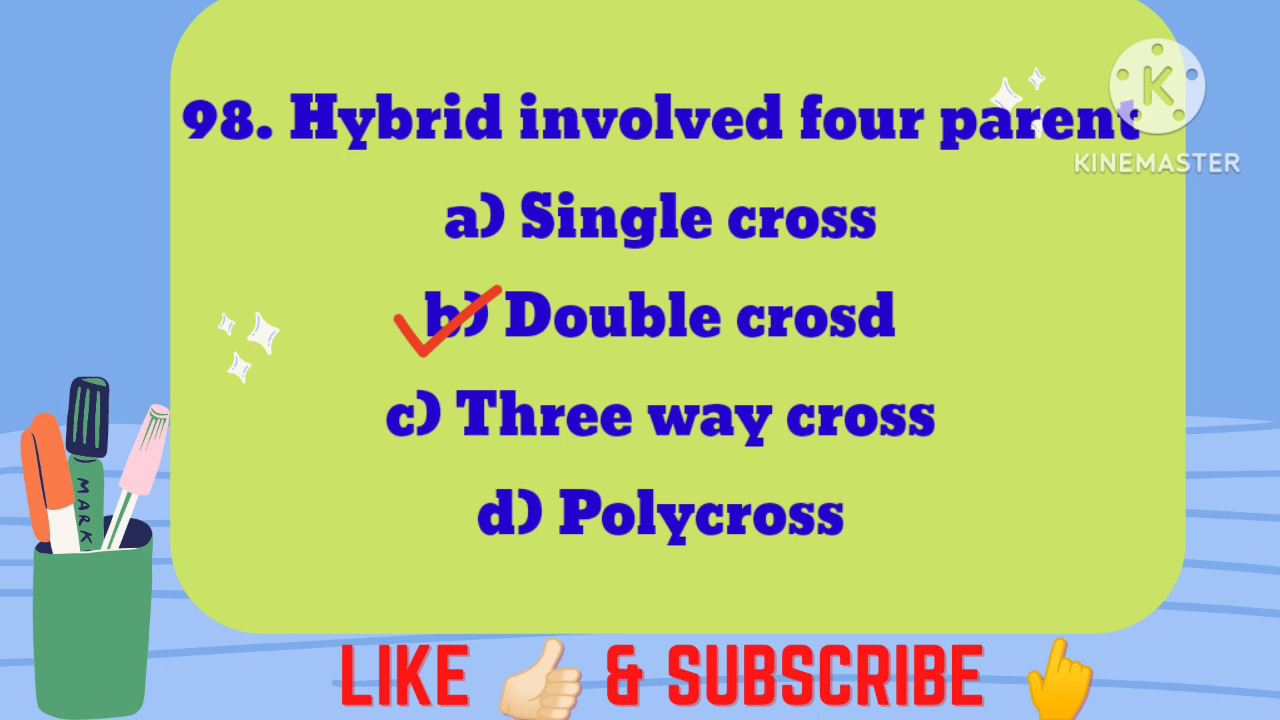 98. Hybrid involved four parent
K
KINEMASTER
a) Single cross
b) Double crosd
c) Three way cross
d) Polycross
MARK
LIKE & SUBSCRIBE